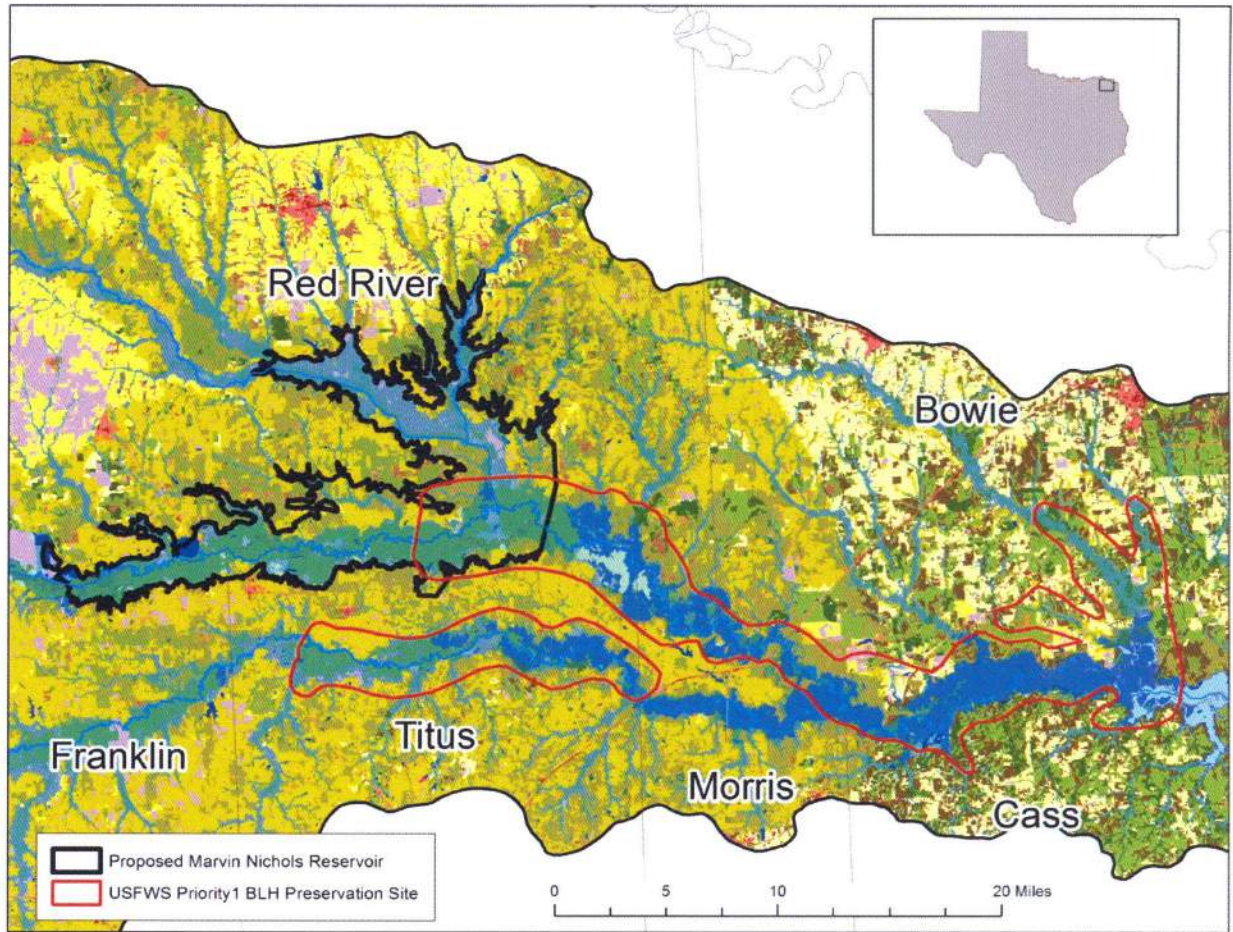 Red River
Bowie
Franklin
Titus
Morris
Cass
Proposed Marvin Nichols Reservoir
USFWS Priority1 BLH Preservation Site
0 5 10 20 Miles